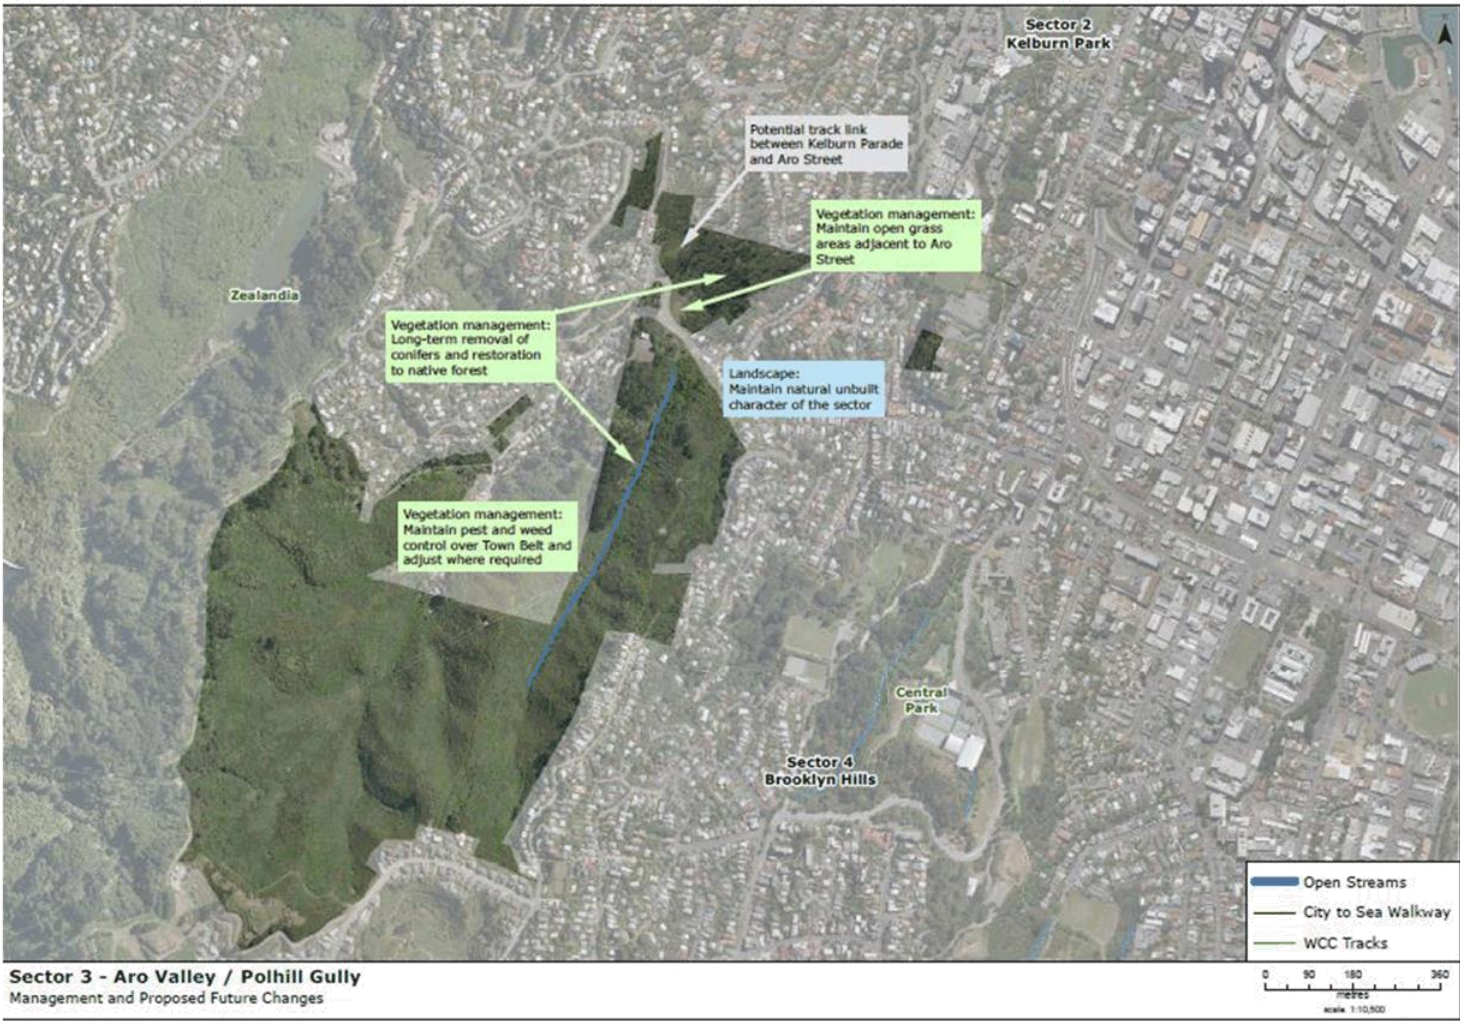 Sector 2
Kelburn Park
Potential track link
between Kelburn Parade
and Aro Street
Vegetation management:
Maintain open grass
areas adjacent to Aro
Street
Zealandia
Vegetation management:
Long-term removal of
conifers and restoration
to native forest
Landscape:
Maintain natural unbuilt
character of the sector
Vegetation management:
Maintain pest and weed
control over Town Belt and
adjust where required
Central
Park
Sector 4
Brooklyn Hills
Open Streams
City to Sea Walkway
WCC Tracks
Sector 3 - Aro Valley / Polhill Gully
Management and Proposed Future Changes
0 90 180 360
metres
scale 1:10,500